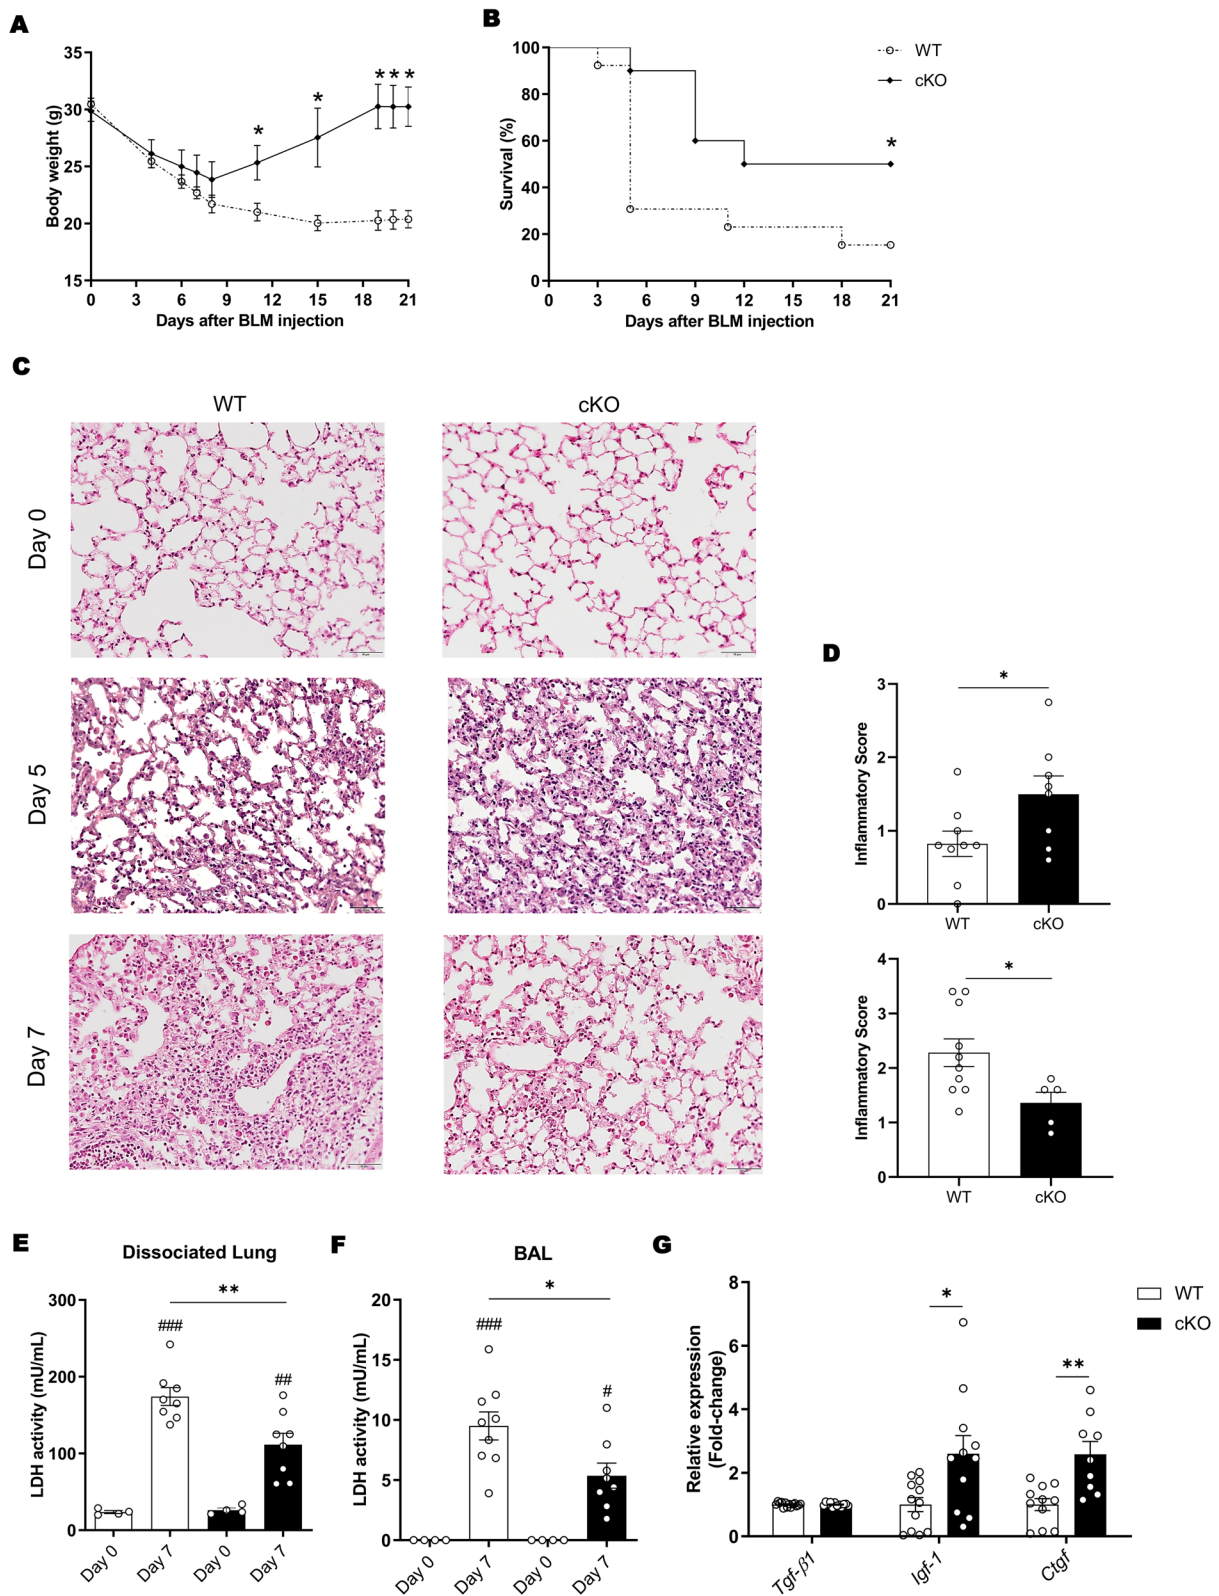 A
35
30
25
20
15
Body weight (g)
* * * * *
0 3 6 9 12 15 18 21
Days after BLM injection
B
100
80
60
40
20
0
Survival (%)
*
0 3 6 9 12 15 18 21
Days after BLM injection
WT
cKO
C
WT cKO
Day 0
Day 5
Day 7
D
3
2
1
0
Inflammatory Score
*
WT cKO
4
3
2
1
0
Inflammatory Score
*
WT cKO
E
Dissociated Lung
300
200
100
0
LDH activity (mU/mL)
**
###
##
Day 0 Day 7 Day 0 Day 7
F
BAL
20
15
10
5
0
LDH activity (mU/mL)
*
###
#
Day 0 Day 7 Day 0 Day 7
G
8
6
4
2
0
Relative expression
(Fold-change)
*
**
Tgf-β1 Igf-1 Ctgf
WT
cKO